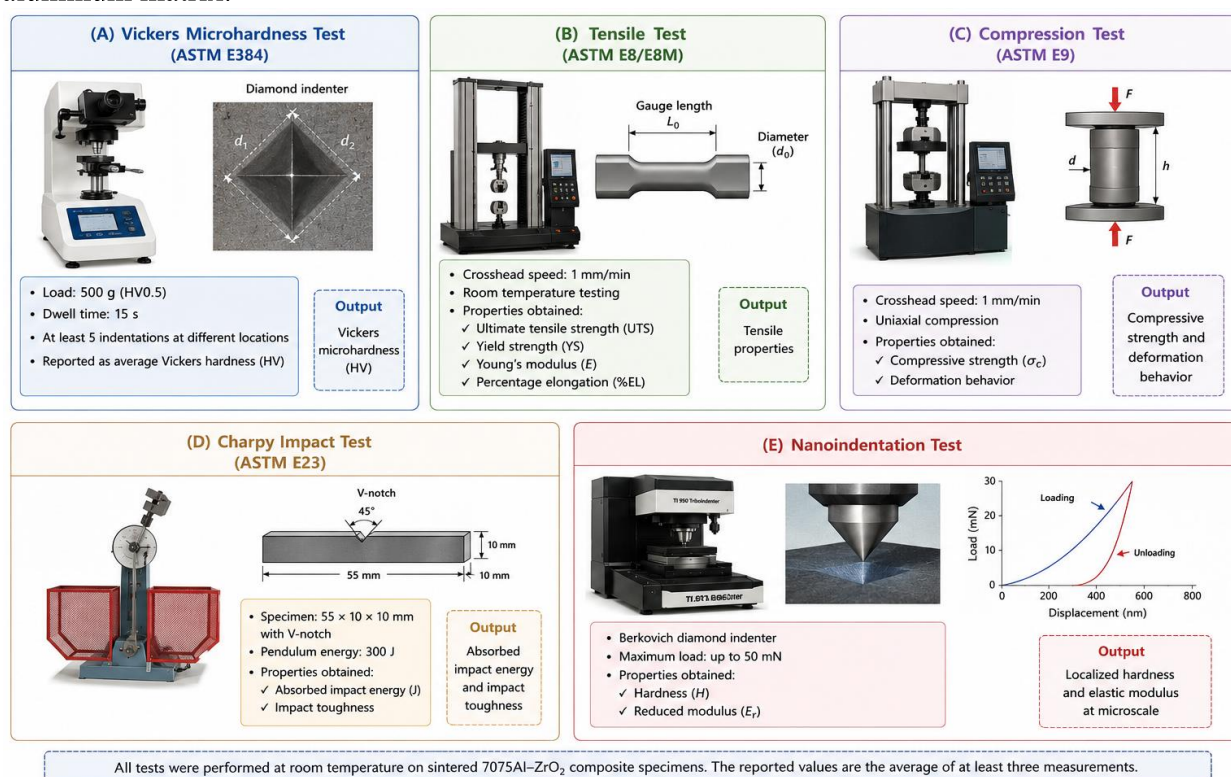 (A) Vickers Microhardness Test
(ASTM E384)
Diamond indenter
d₁
d₂
• Load: 500 g (HV0.5)
• Dwell time: 15 s
• At least 5 indentations at different locations
• Reported as average Vickers hardness (HV)
Output
Vickers
microhardness
(HV)
(B) Tensile Test
(ASTM E8/E8M)
Gauge length
L₀
Diameter
(d₀)
• Crosshead speed: 1 mm/min
• Room temperature testing
• Properties obtained:
✓ Ultimate tensile strength (UTS)
✓ Yield strength (YS)
✓ Young's modulus (E)
✓ Percentage elongation (%EL)
Output
Tensile
properties
(C) Compression Test
(ASTM E9)
F
d
h
F
• Crosshead speed: 1 mm/min
• Uniaxial compression
• Properties obtained:
✓ Compressive strength (σc)
✓ Deformation behavior
Output
Compressive
strength and
deformation
behavior
(D) Charpy Impact Test
(ASTM E23)
V-notch
45°
10 mm
55 mm
10 mm
• Specimen: 55 × 10 × 10 mm
with V-notch
• Pendulum energy: 300 J
• Properties obtained:
✓ Absorbed impact energy (J)
✓ Impact toughness
Output
Absorbed
impact energy
and impact
toughness
(E) Nanoindentation Test
TI 950
• Berkovich diamond indenter
• Maximum load: up to 50 mN
• Properties obtained:
✓ Hardness (H)
✓ Reduced modulus (Eᵣ)
Load (mN)
30
20
10
0
Loading
Unloading
0 200 400 600 800
Displacement (nm)
Output
Localized hardness
and elastic modulus
at microscale
All tests were performed at room temperature on sintered 7075Al–ZrO₂ composite specimens. The reported values are the average of at least three measurements.